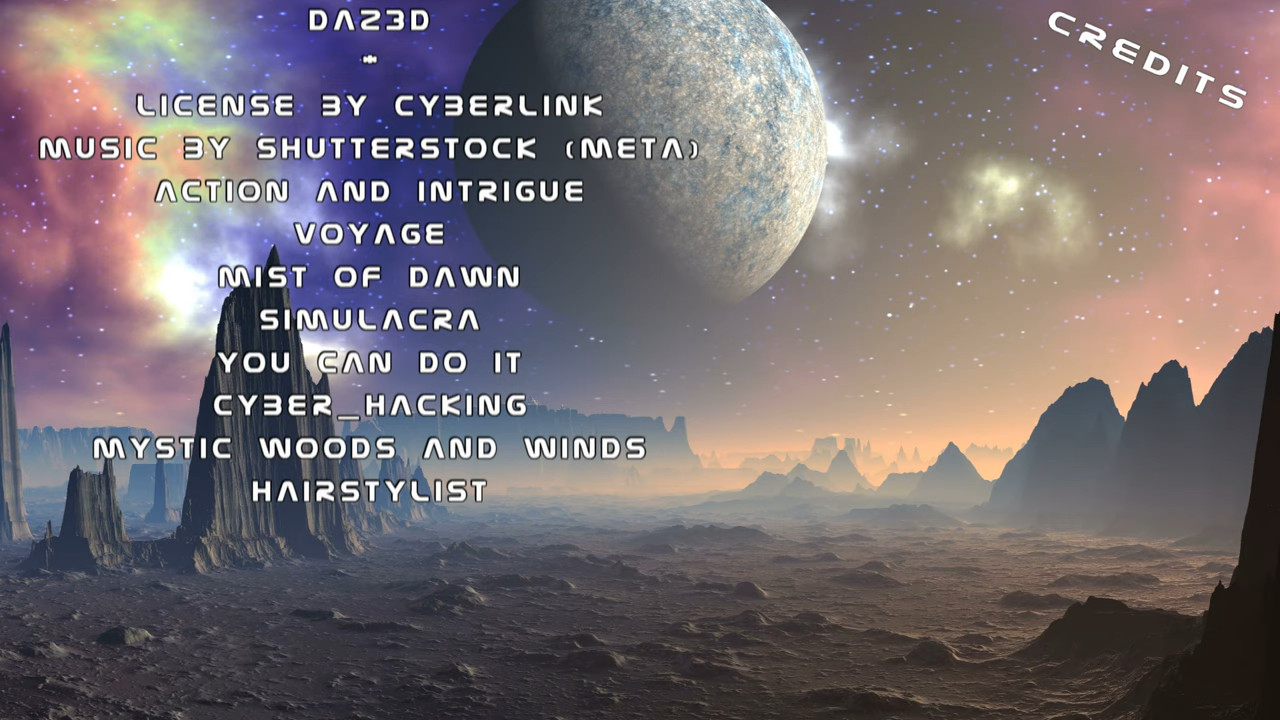 DAZ3D
*
LICENSE BY CYBERLINK
MUSIC BY SHUTTERSTOCK (META)
ACTION AND INTRIGUE
VOYAGE
MIST OF DAWN
SIMULACRA
YOU CAN DO IT
CYBER_HACKING
MYSTIC WOODS AND WINDS
HAIRSTYLIST
CREDITS